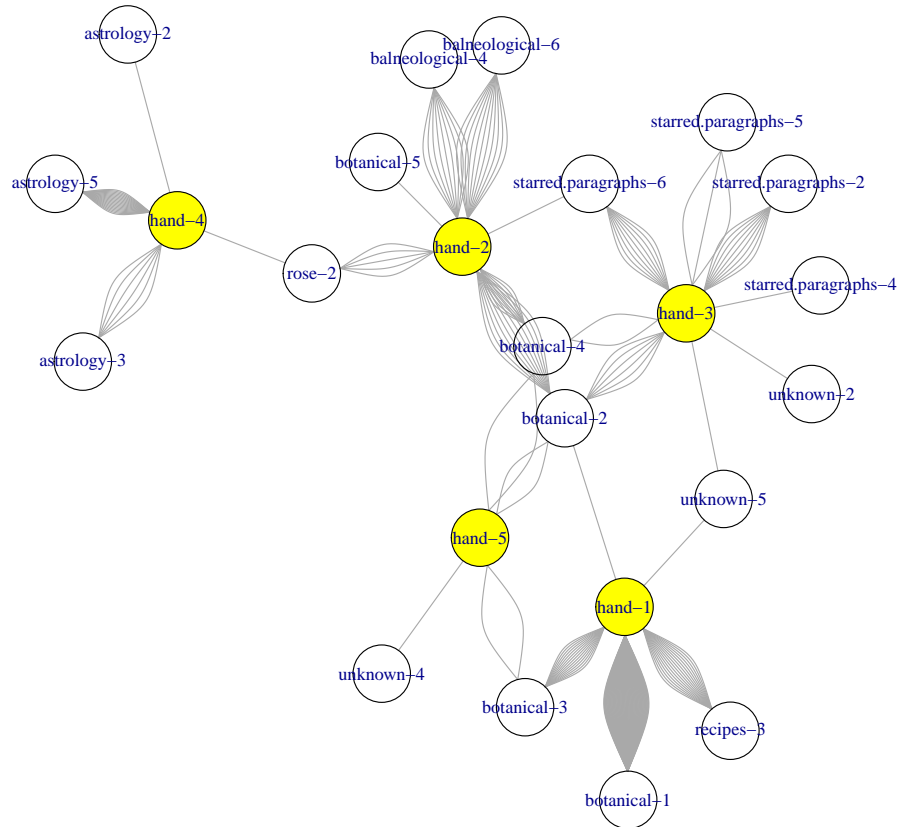 astrology−2
balneological−6
balneological−4
starred.paragraphs−5
botanical−5
astrology−5
starred.paragraphs−6
starred.paragraphs−2
hand−4
hand−2
rose−2
starred.paragraphs−4
hand−3
botanical−4
astrology−3
unknown−2
botanical−2
unknown−5
hand−5
hand−1
unknown−4
botanical−3
recipes−3
botanical−1